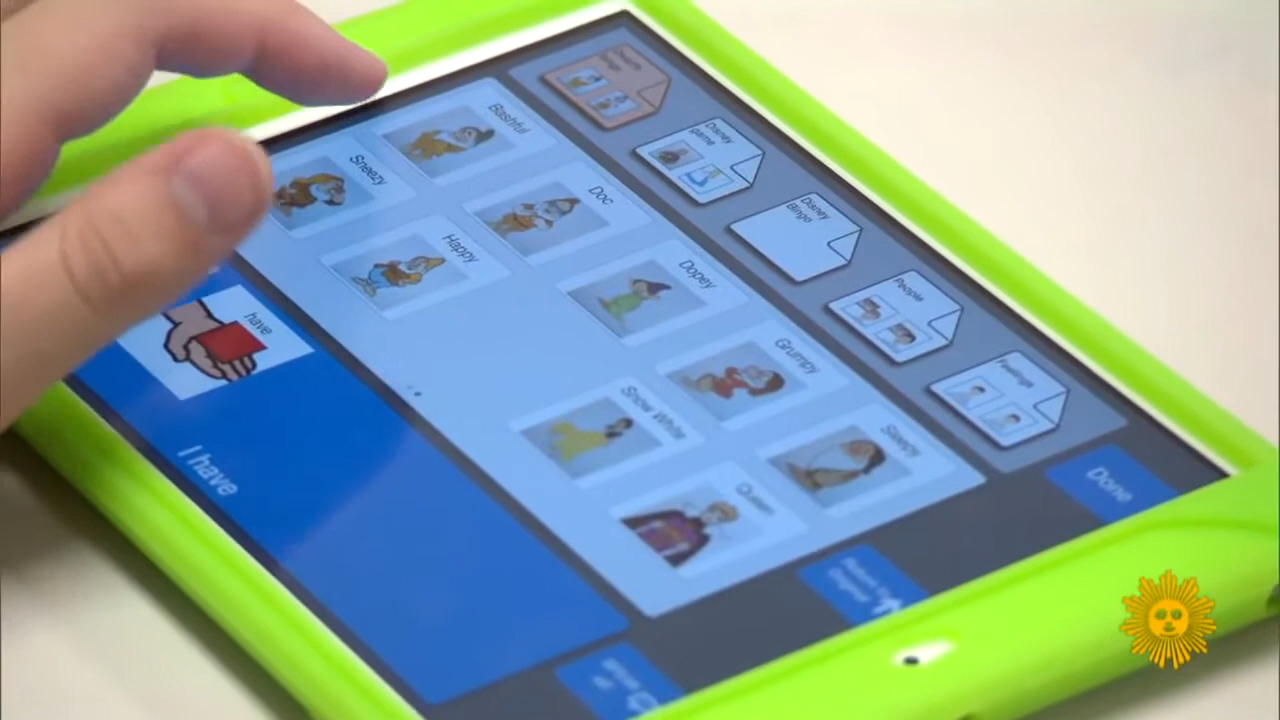 Disney
game
Disney
Bingo
People
Feelings
Bashful
Doc
Dopey
Grumpy
Sleepy
Sneezy
Happy
Snow White
Queen
have
I have
Done